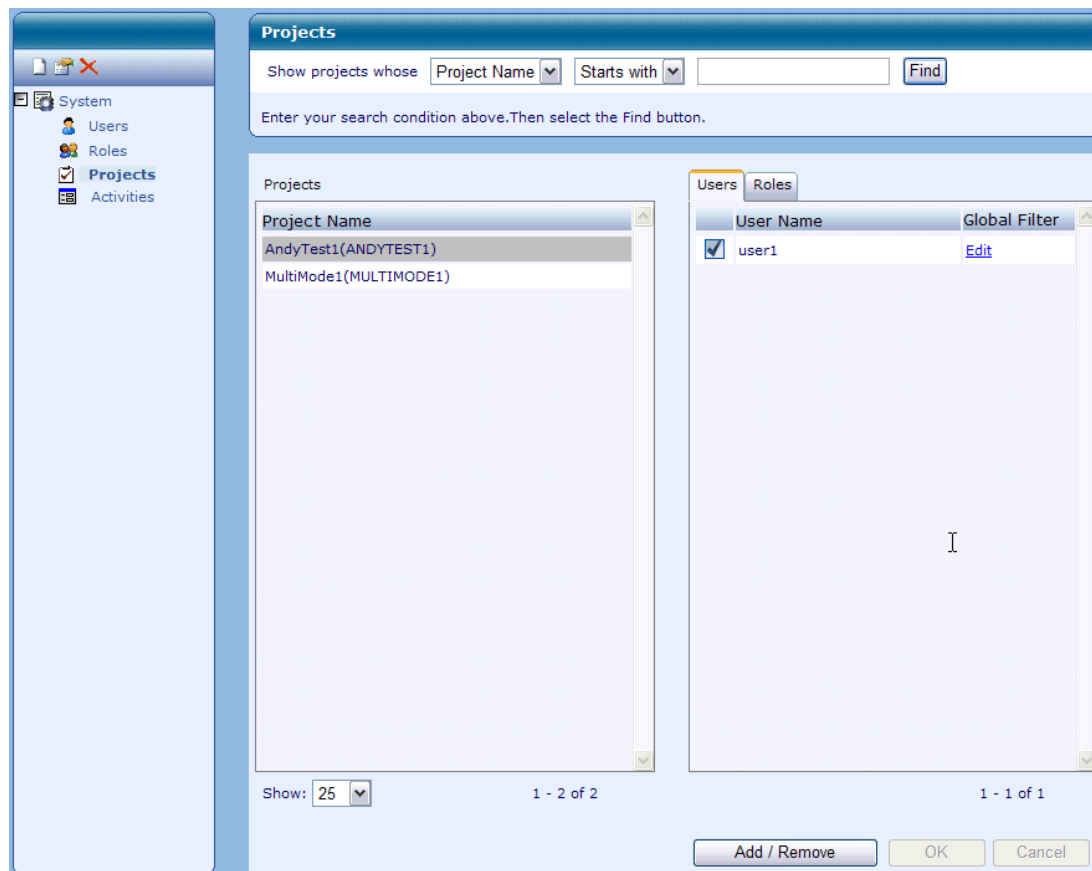 System
Users
Roles
Projects
Activities
Projects
Show projects whose Project Name Starts with Find
Enter your search condition above.Then select the Find button.
Projects
Project Name
AndyTest1(ANDYTEST1)
MultiMode1(MULTIMODE1)
Show: 25 1 - 2 of 2
Users Roles
User Name Global Filter
user1 Edit
1 - 1 of 1
Add / Remove OK Cancel